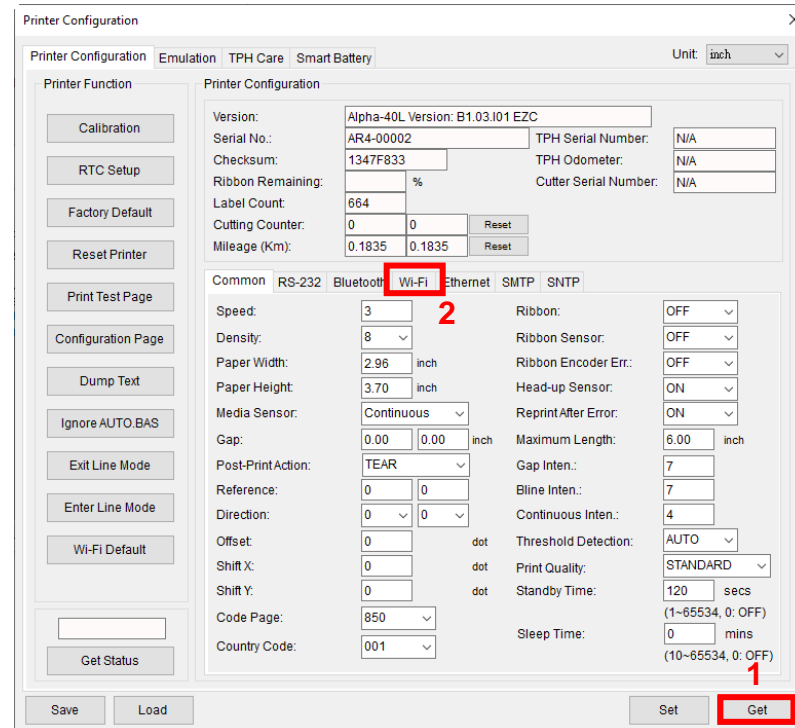 Printer Configuration
Printer Configuration Emulation TPH Care Smart Battery Unit: inch
Printer Function
Calibration
RTC Setup
Factory Default
Reset Printer
Print Test Page
Configuration Page
Dump Text
Ignore AUTO.BAS
Exit Line Mode
Enter Line Mode
Wi-Fi Default
Get Status
Printer Configuration
Version: Alpha-40L Version: B1.03.I01 EZC
Serial No.: AR4-00002 TPH Serial Number: N/A
Checksum: 1347F833 TPH Odometer: N/A
Ribbon Remaining: % Cutter Serial Number: N/A
Label Count: 664
Cutting Counter: 0 0 Reset
Mileage (Km): 0.1835 0.1835 Reset
Common RS-232 Bluetooth Wi-Fi Ethernet SMTP SNTP
2
Speed: 3 Ribbon: OFF
Density: 8 Ribbon Sensor: OFF
Paper Width: 2.96 inch Ribbon Encoder Err.: OFF
Paper Height: 3.70 inch Head-up Sensor: ON
Media Sensor: Continuous Reprint After Error: ON
Gap: 0.00 0.00 inch Maximum Length: 6.00 inch
Post-Print Action: TEAR Gap Inten.: 7
Reference: 0 0 Bline Inten.: 7
Direction: 0 0 Continuous Inten.: 4
Offset: 0 dot Threshold Detection: AUTO
Shift X: 0 dot Print Quality: STANDARD
Shift Y: 0 dot Standby Time: 120 secs
(1~65534, 0: OFF)
Code Page: 850
Sleep Time: 0 mins
Country Code: 001
(10~65534, 0: OFF)
1
Save Load Set Get